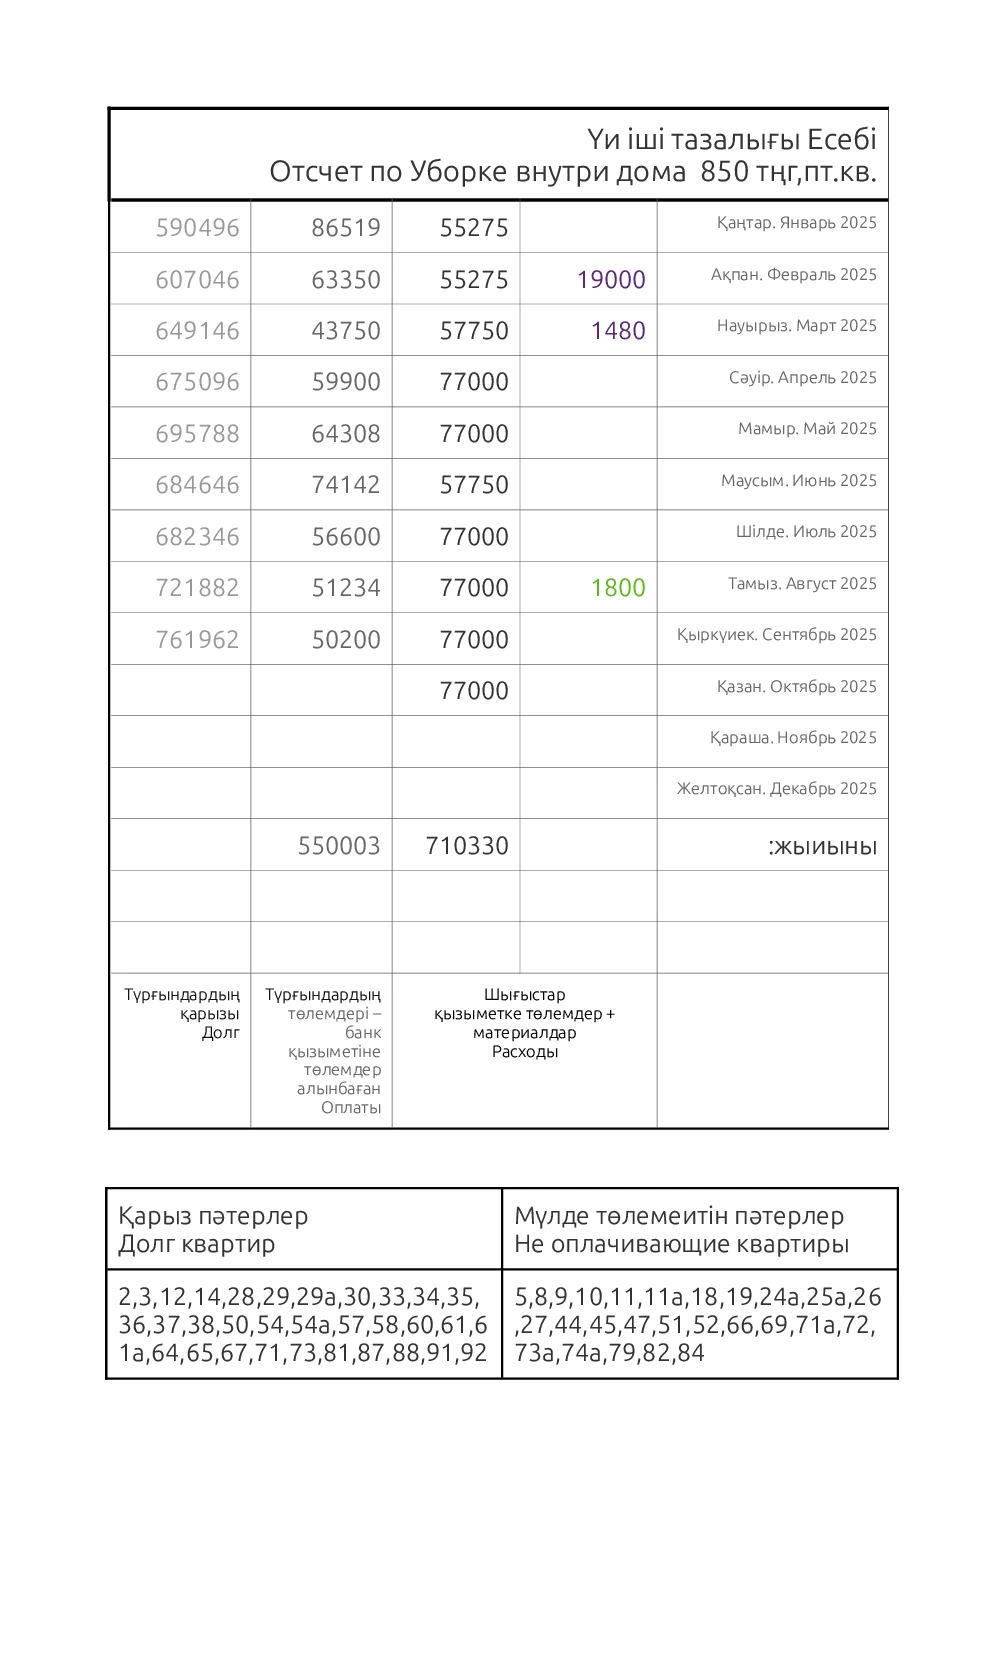 Үи іші тазалығы Есебі
Отсчет по Уборке внутри дома 850 тңг,пт.кв.
590496 86519 55275 Қаңтар. Январь 2025
607046 63350 55275 19000 Ақпан. Февраль 2025
649146 43750 57750 1480 Науырыз. Март 2025
675096 59900 77000 Сәуір. Апрель 2025
695788 64308 77000 Мамыр. Май 2025
684646 74142 57750 Маусым. Июнь 2025
682346 56600 77000 Шілде. Июль 2025
721882 51234 77000 1800 Тамыз. Август 2025
761962 50200 77000 Қыркүиек. Сентябрь 2025
77000 Қазан. Октябрь 2025
Қараша. Ноябрь 2025
Желтоқсан. Декабрь 2025
550003 710330 :жыиыны
Түрғындардың
қарызы
Долг
Түрғындардың
төлемдері –
банк
қызыметіне
төлемдер
алынбаған
Оплаты
Шығыстар
қызыметке төлемдер +
материалдар
Расходы
Қарыз пәтерлер
Долг квартир
Мүлде төлемеитін пәтерлер
Не оплачивающие квартиры
2,3,12,14,28,29,29а,30,33,34,35,
36,37,38,50,54,54а,57,58,60,61,6
1а,64,65,67,71,73,81,87,88,91,92
5,8,9,10,11,11а,18,19,24а,25а,26
,27,44,45,47,51,52,66,69,71а,72,
73а,74а,79,82,84